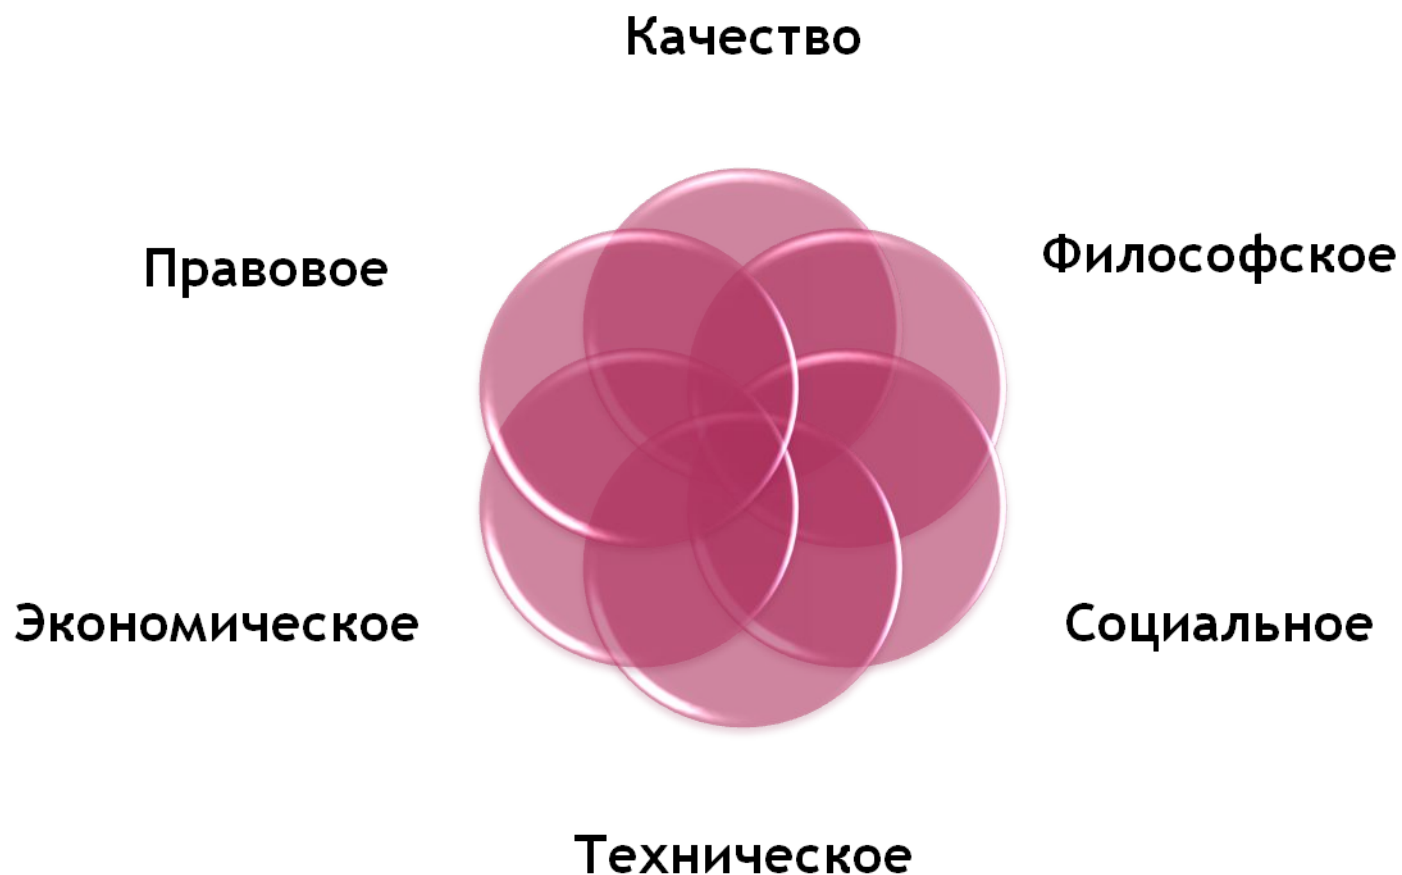 Качество
Философское
Правовое
Социальное
Экономическое
Техническое